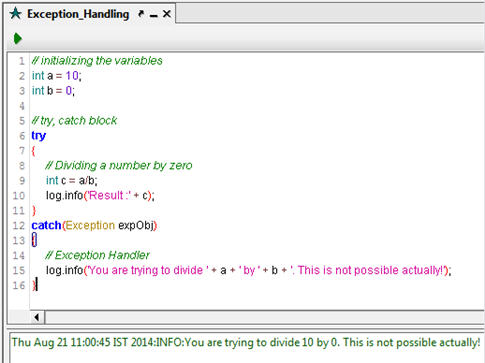 Exception_Handling
1 // initializing the variables
2 int a = 10;
3 int b = 0;
4
5 // try, catch block
6 try
7 {
8 // Dividing a number by zero
9 int c = a/b;
10 log.info('Result :' + c);
11 }
12 catch(Exception expObj)
13 {
14 // Exception Handler
15 log.info('You are trying to divide ' + a + ' by ' + b + '. This is not possible actually!');
16 }
Thu Aug 21 11:00:45 IST 2014:INFO:You are trying to divide 10 by 0. This is not possible actually!